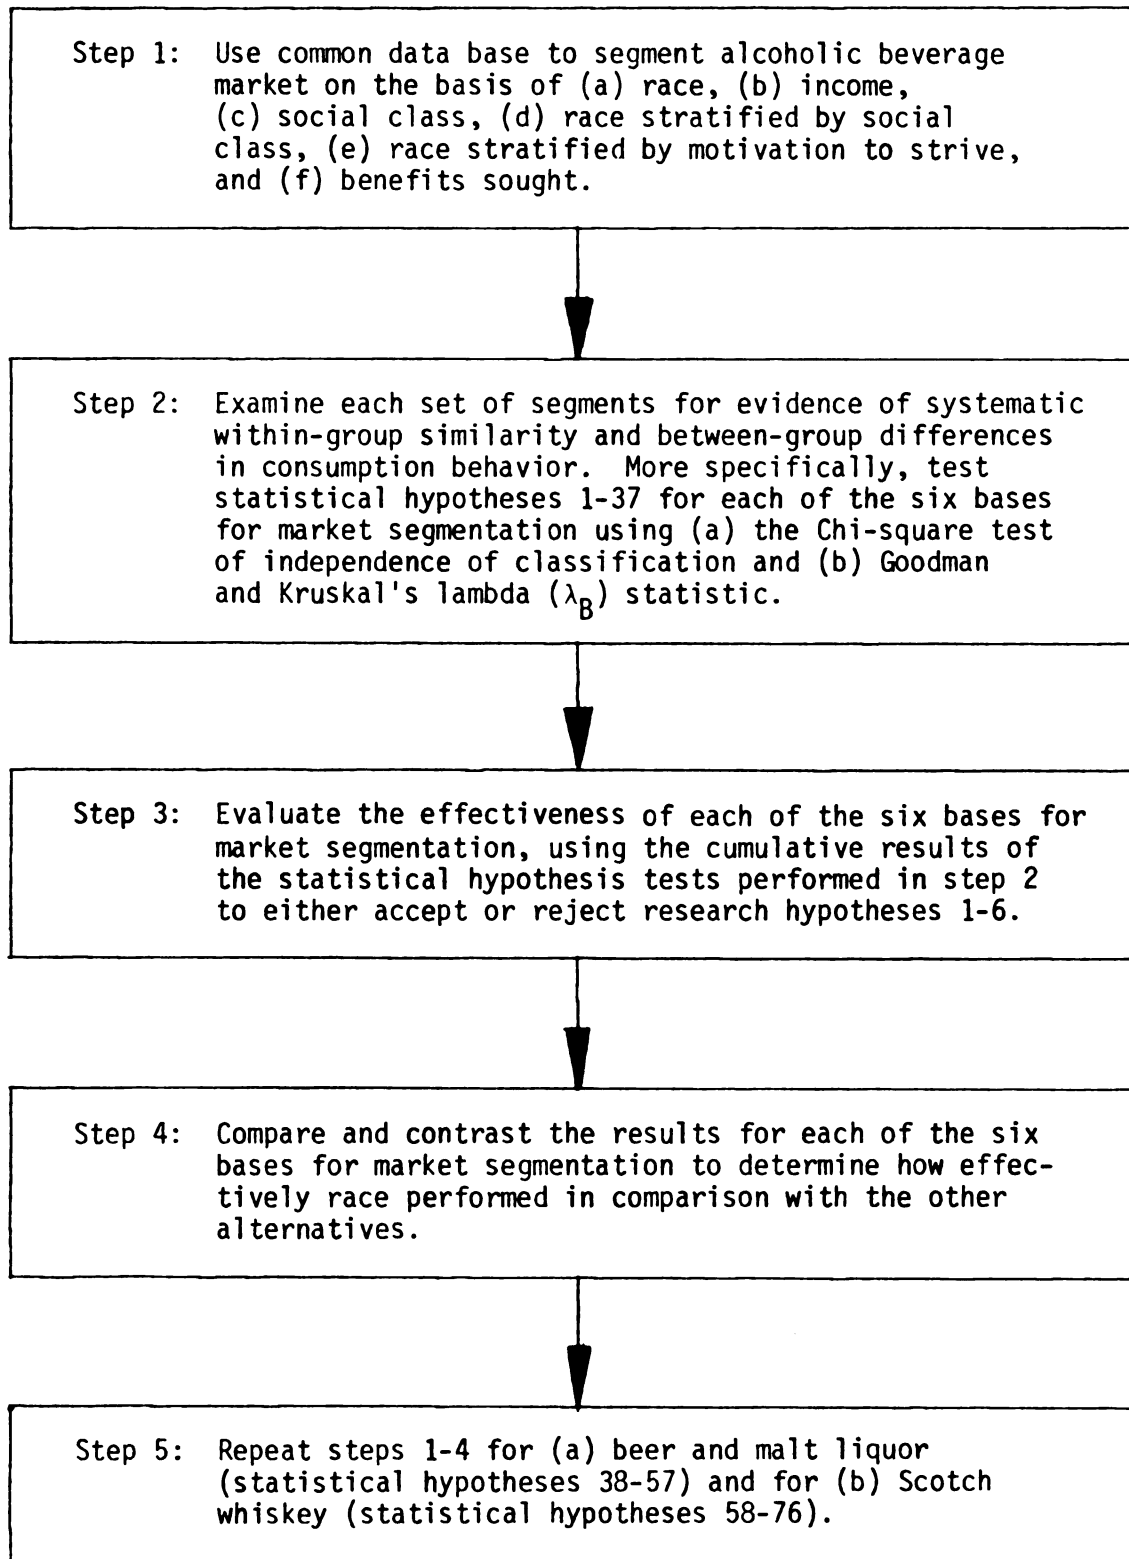 Step 1: Use common data base to segment alcoholic beverage
market on the basis of (a) race, (b) income,
(c) social class, (d) race stratified by social
class, (e) race stratified by motivation to strive,
and (f) benefits sought.
Step 2: Examine each set of segments for evidence of systematic
within-group similarity and between-group differences
in consumption behavior. More specifically, test
statistical hypotheses 1-37 for each of the six bases
for market segmentation using (a) the Chi-square test
of independence of classification and (b) Goodman
and Kruskal's lambda (λB) statistic.
Step 3: Evaluate the effectiveness of each of the six bases for
market segmentation, using the cumulative results of
the statistical hypothesis tests performed in step 2
to either accept or reject research hypotheses 1-6.
Step 4: Compare and contrast the results for each of the six
bases for market segmentation to determine how effec-
tively race performed in comparison with the other
alternatives.
Step 5: Repeat steps 1-4 for (a) beer and malt liquor
(statistical hypotheses 38-57) and for (b) Scotch
whiskey (statistical hypotheses 58-76).